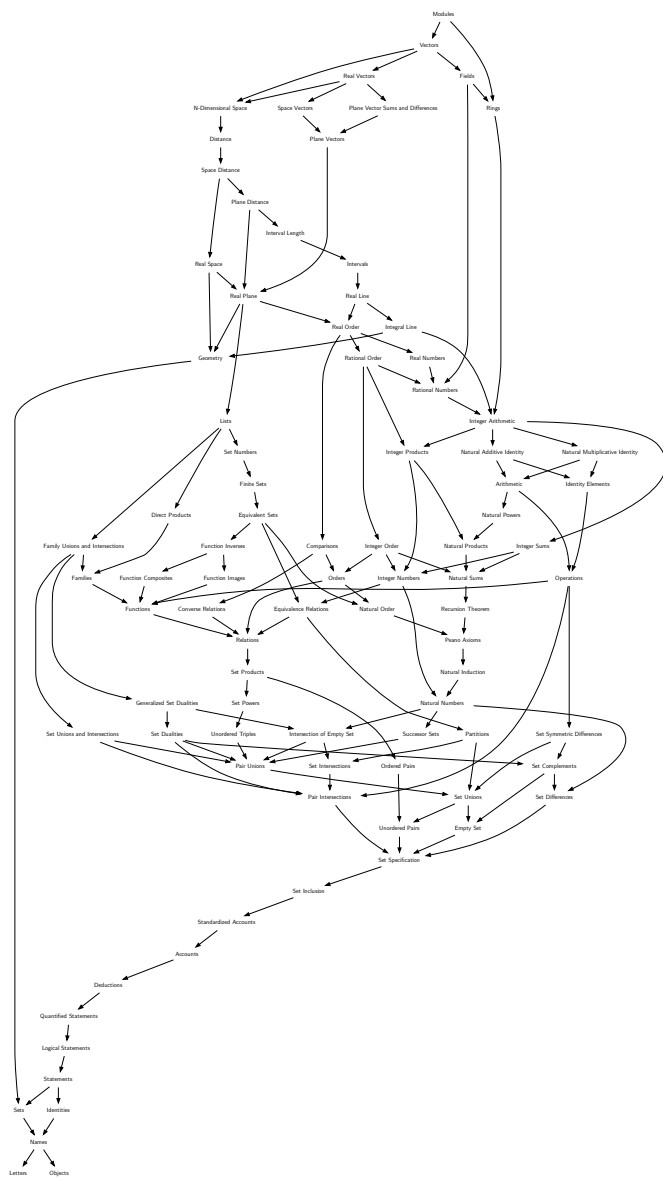 Modules
Vectors
Real Vectors Fields
N-Dimensional Space Space Vectors Plane Vector Sums and Differences Rings
Distance Plane Vectors
Space Distance
Plane Distance
Interval Length
Real Space Intervals
Real Plane Real Line
Real Order Integral Line
Geometry Rational Order Real Numbers
Rational Numbers
Lists Integer Arithmetic
Set Numbers Integer Products Natural Additive Identity Natural Multiplicative Identity
Finite Sets Arithmetic Identity Elements
Direct Products Equivalent Sets Natural Powers
Family Unions and Intersections Function Inverses Comparisons Integer Order Natural Products Integer Sums
Families Function Composites Function Images Orders Integer Numbers Natural Sums Operations
Functions Converse Relations Equivalence Relations Natural Order Recursion Theorem
Relations Peano Axioms
Set Products Natural Induction
Generalized Set Dualities Set Powers Natural Numbers
Set Unions and Intersections Set Dualities Unordered Triples Intersection of Empty Set Successor Sets Partitions Set Symmetric Differences
Pair Unions Set Intersections Ordered Pairs Set Complements
Pair Intersections Set Unions Set Differences
Unordered Pairs Empty Set
Set Specification
Set Inclusion
Standardized Accounts
Accounts
Deductions
Quantified Statements
Logical Statements
Statements
Sets Identities
Names
Letters Objects